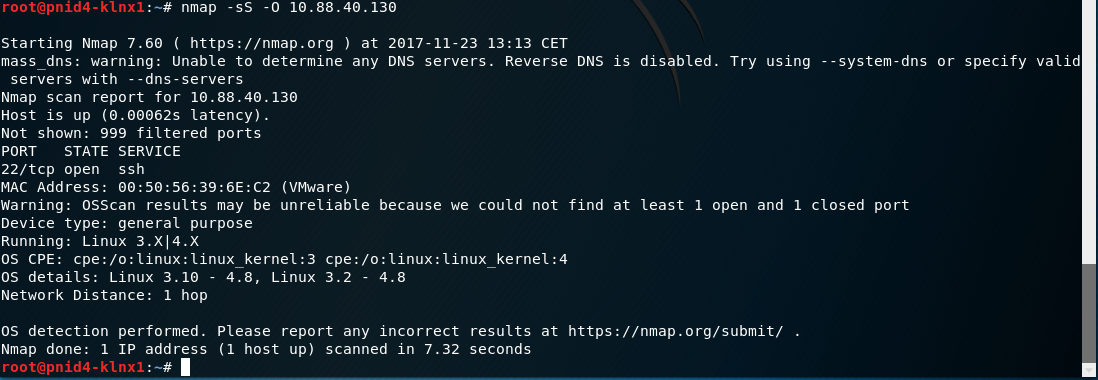 root@pnid4-klnx1:~# nmap -sS -O 10.88.40.130
Starting Nmap 7.60 ( https://nmap.org ) at 2017-11-23 13:13 CET
mass_dns: warning: Unable to determine any DNS servers. Reverse DNS is disabled. Try using --system-dns or specify valid
 servers with --dns-servers
Nmap scan report for 10.88.40.130
Host is up (0.00062s latency).
Not shown: 999 filtered ports
PORT   STATE SERVICE
22/tcp open  ssh
MAC Address: 00:50:56:39:6E:C2 (VMware)
Warning: OSScan results may be unreliable because we could not find at least 1 open and 1 closed port
Device type: general purpose
Running: Linux 3.X|4.X
OS CPE: cpe:/o:linux:linux_kernel:3 cpe:/o:linux:linux_kernel:4
OS details: Linux 3.10 - 4.8, Linux 3.2 - 4.8
Network Distance: 1 hop
OS detection performed. Please report any incorrect results at https://nmap.org/submit/ .
Nmap done: 1 IP address (1 host up) scanned in 7.32 seconds
root@pnid4-klnx1:~#